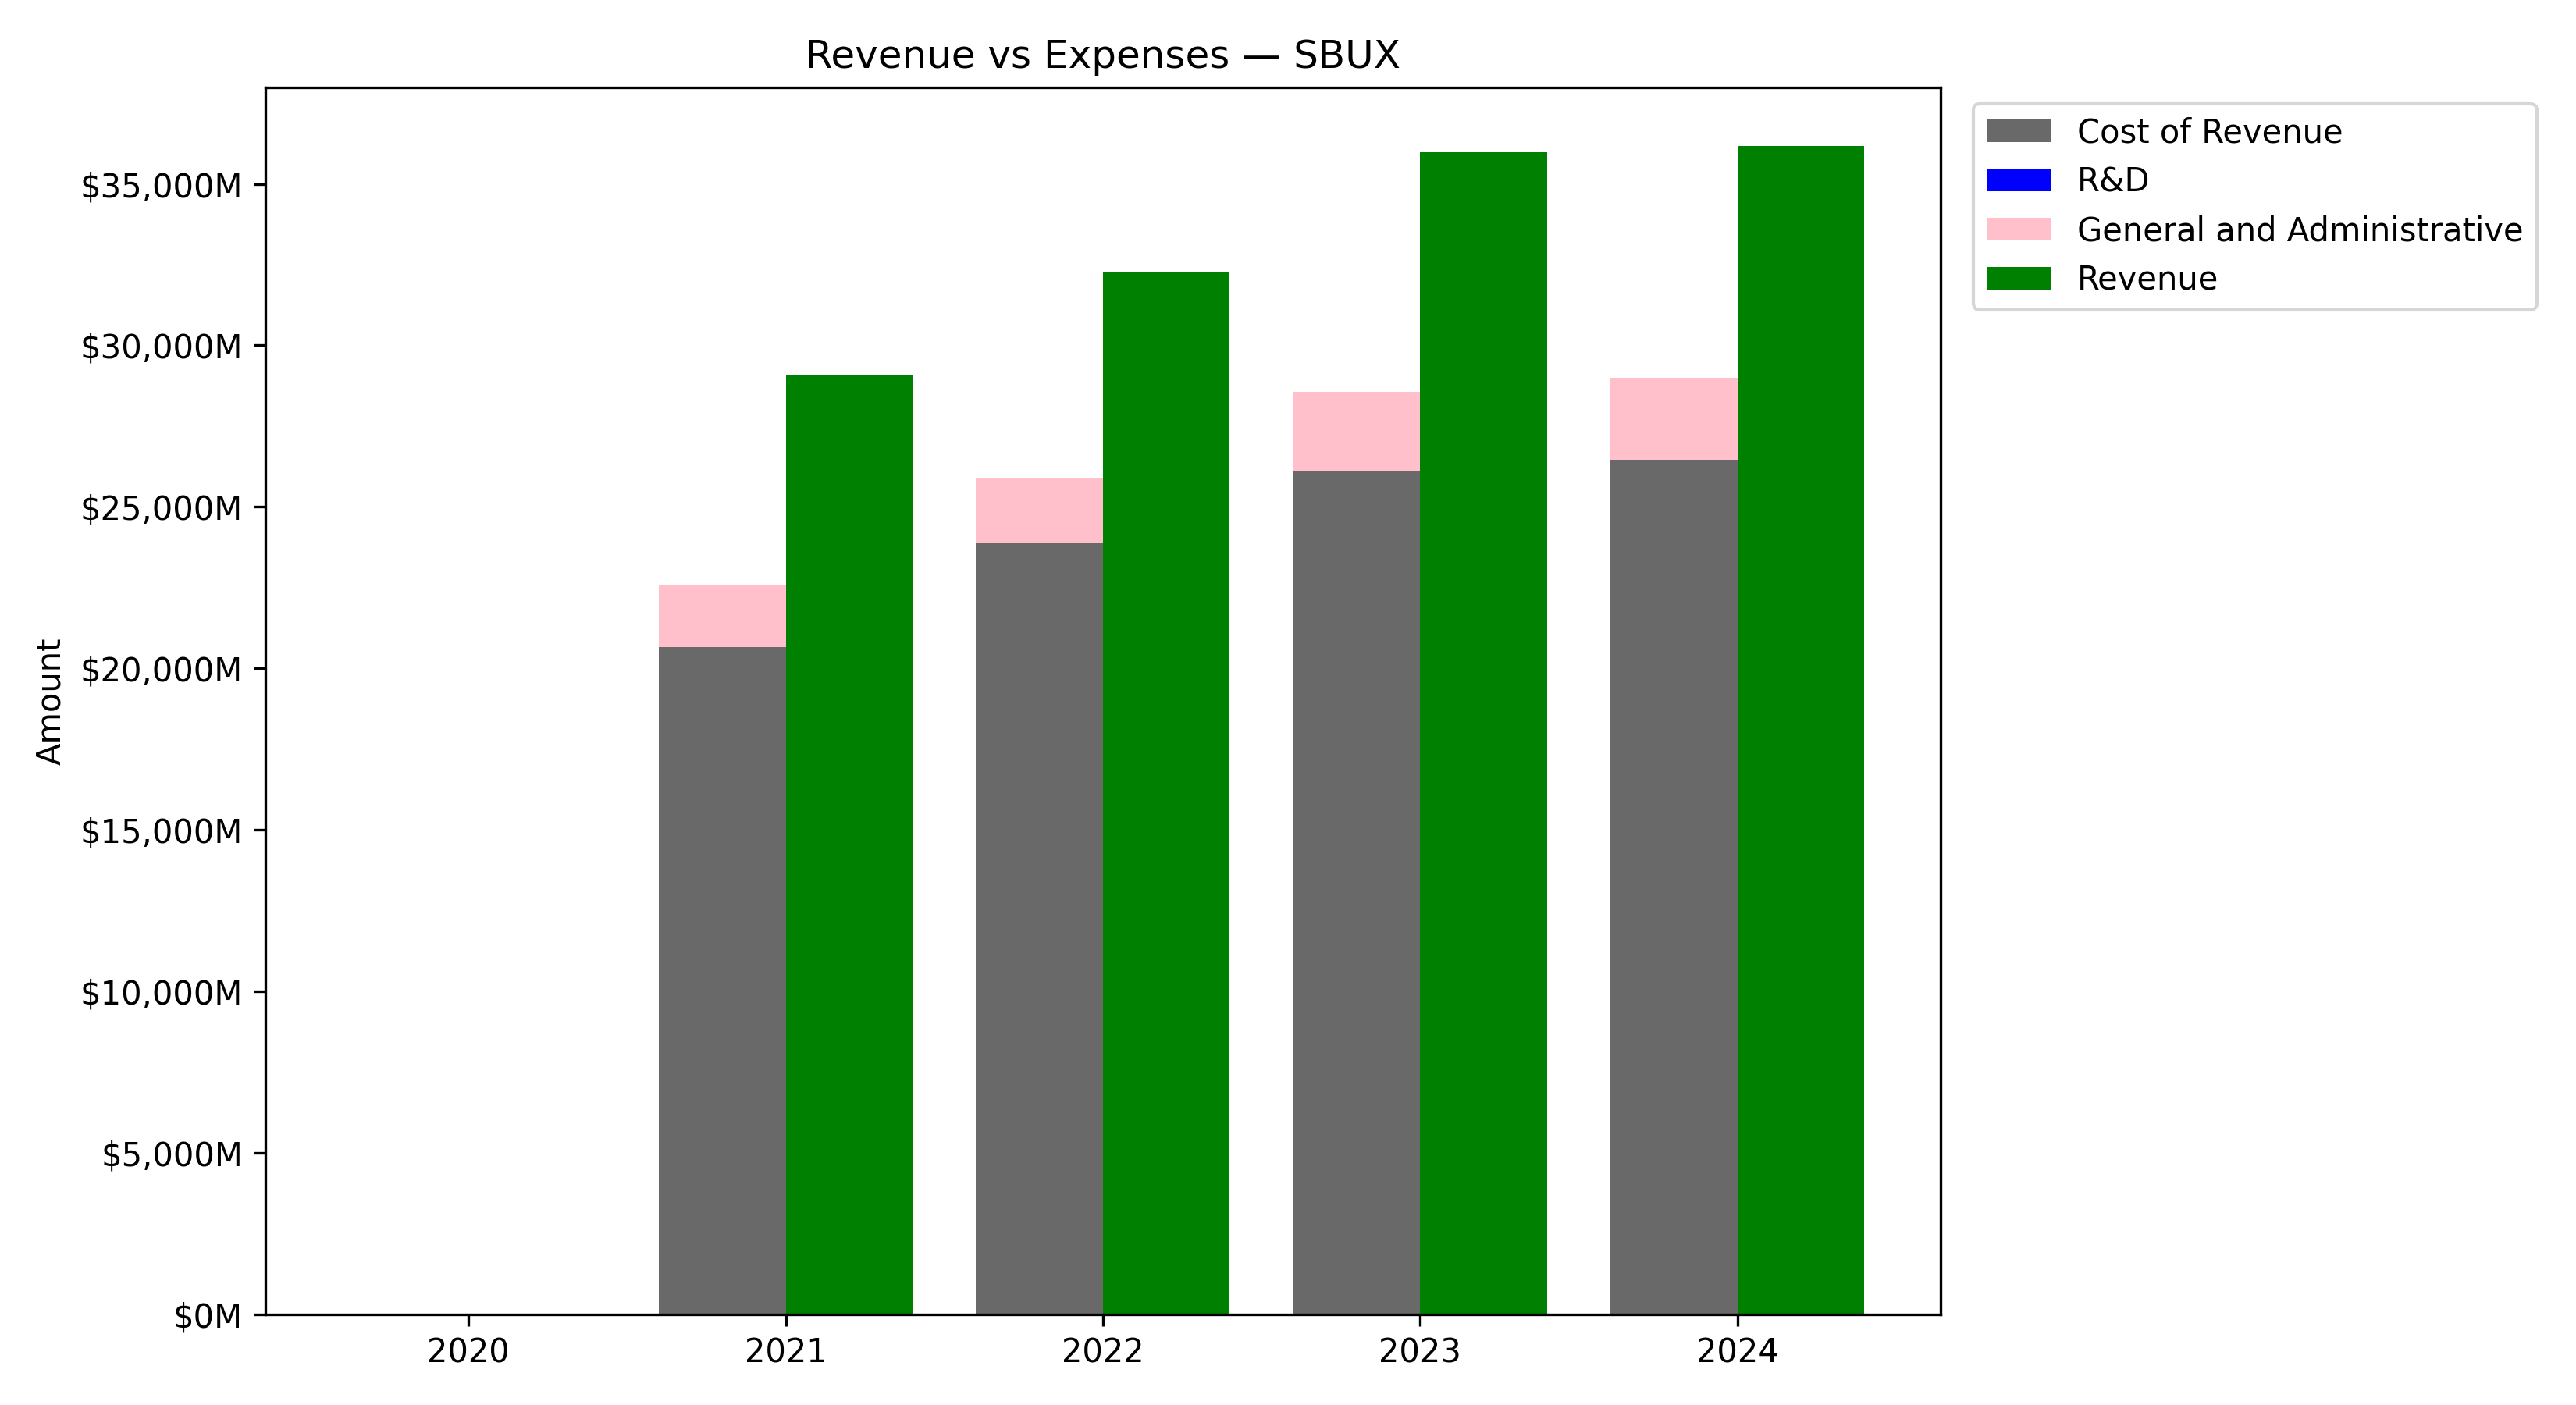 Revenue vs Expenses — SBUX
Cost of Revenue
R&D
General and Administrative
Revenue
Amount
$35,000M
$30,000M
$25,000M
$20,000M
$15,000M
$10,000M
$5,000M
$0M
2020 2021 2022 2023 2024